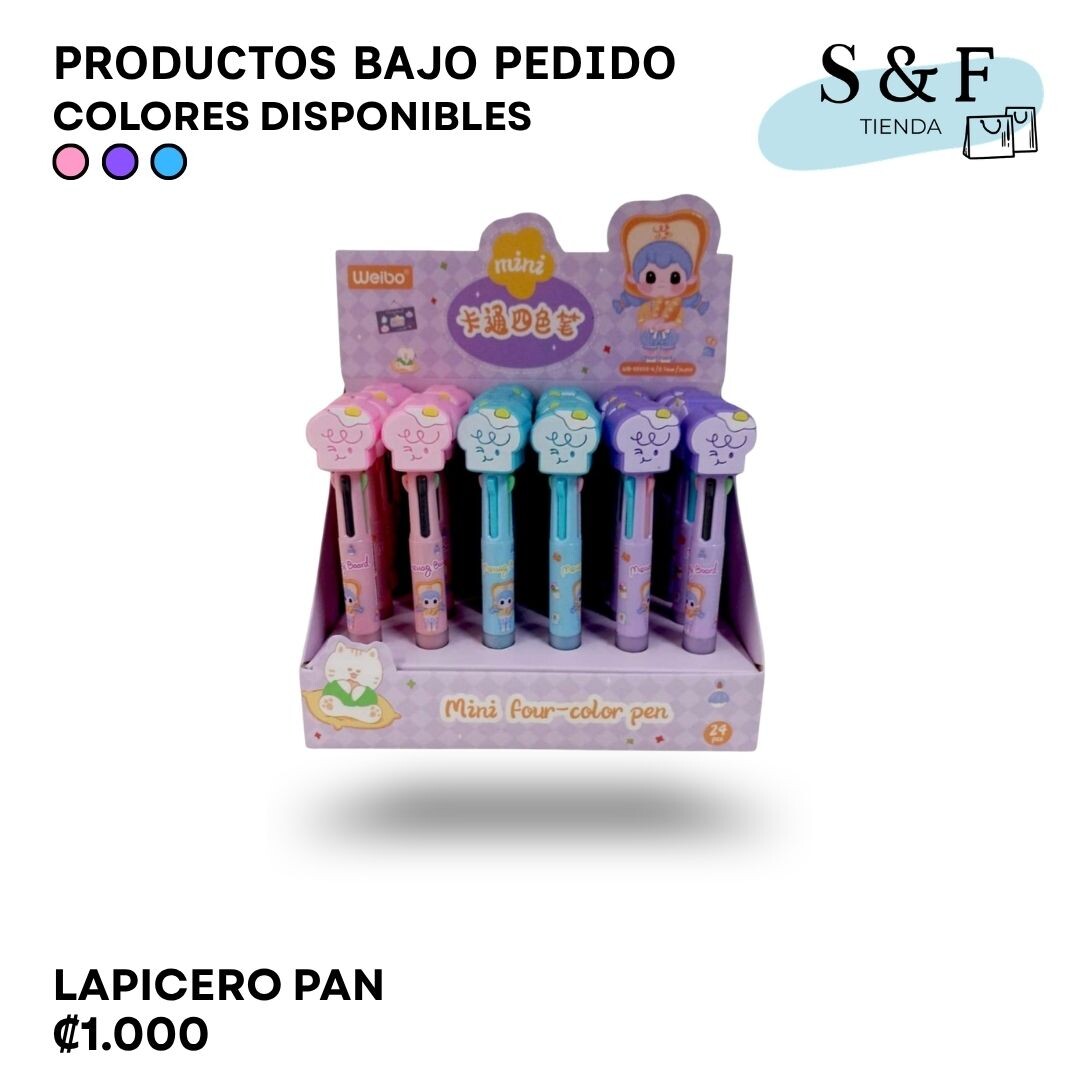 PRODUCTOS BAJO PEDIDO
COLORES DISPONIBLES
S & F
TIENDA
Weibo
mini
卡通四色笔
Mini four-color pen
24
pcs
LAPICERO PAN
₡1.000